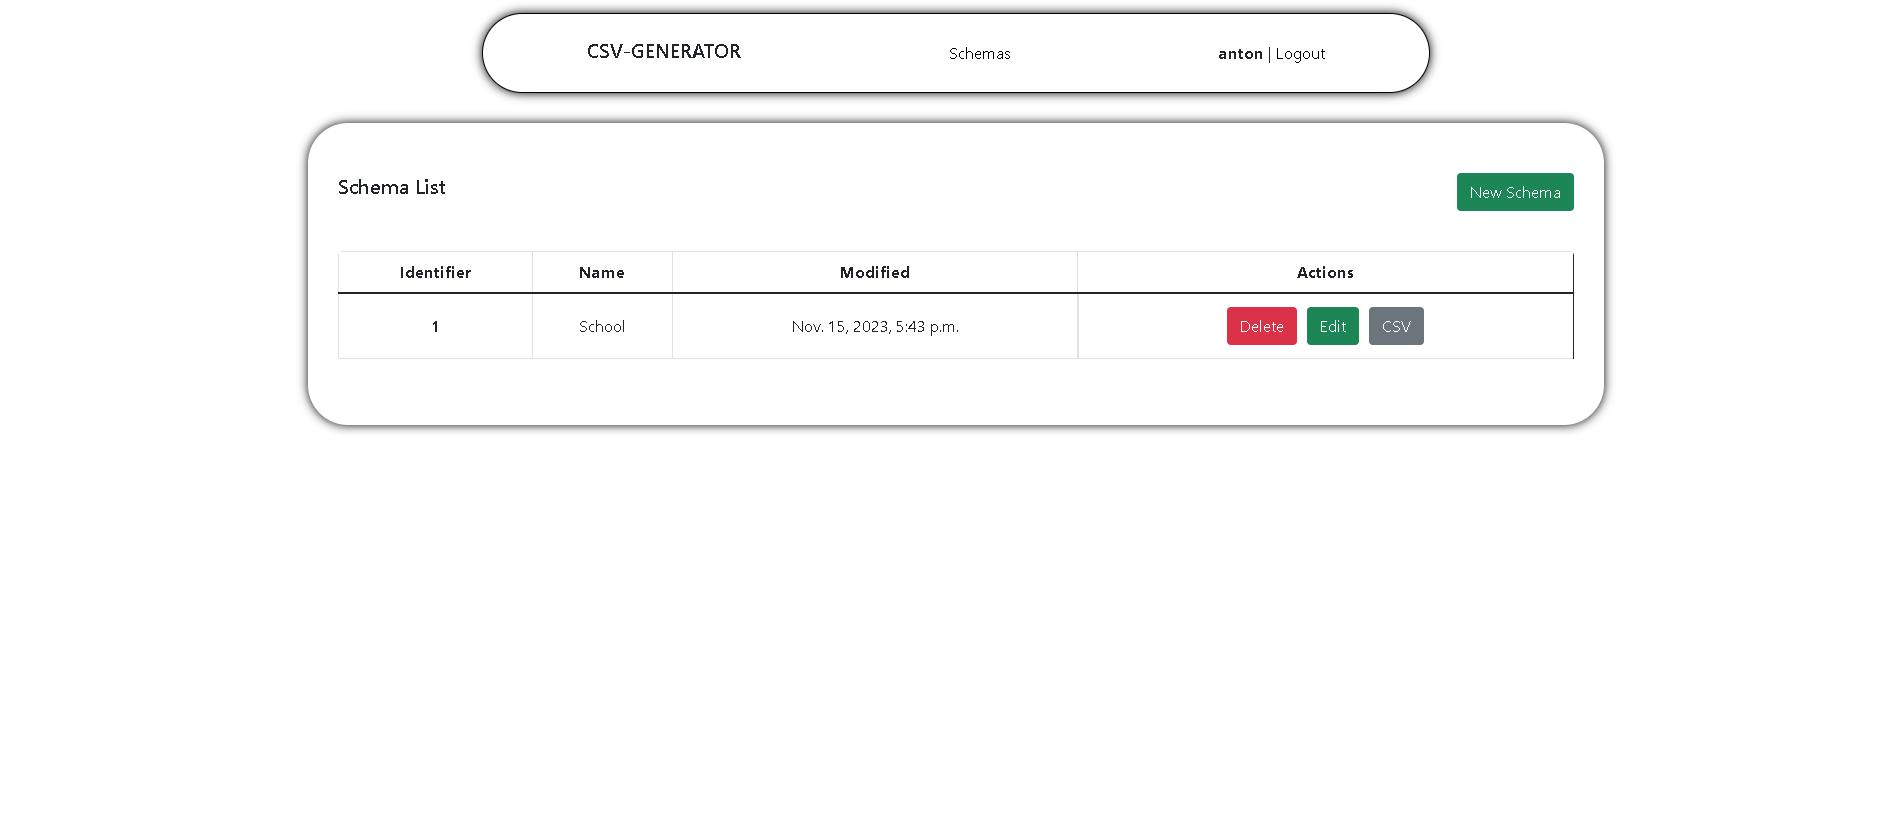 CSV-GENERATOR Schemas anton | Logout
Schema List New Schema
Identifier Name Modified Actions
1 School Nov. 15, 2023, 5:43 p.m. Delete Edit CSV